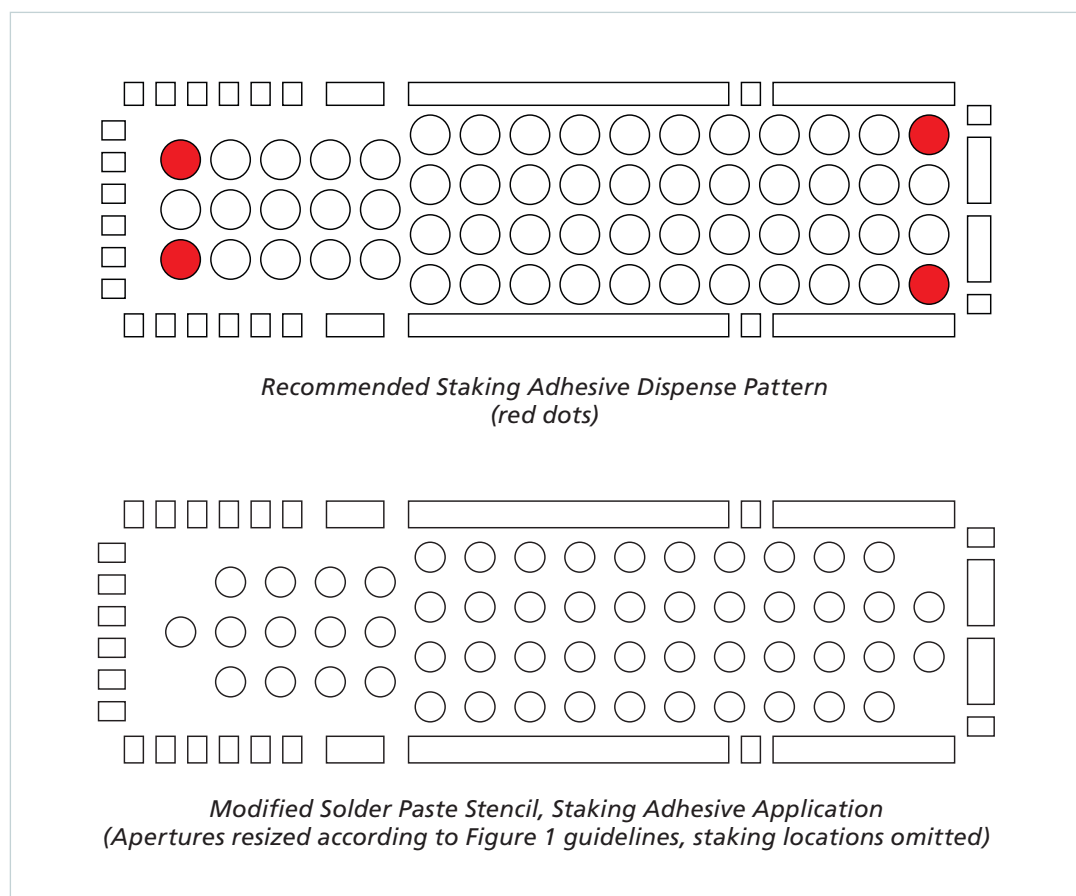 Recommended Staking Adhesive Dispense Pattern
(red dots)
Modified Solder Paste Stencil, Staking Adhesive Application
(Apertures resized according to Figure 1 guidelines, staking locations omitted)